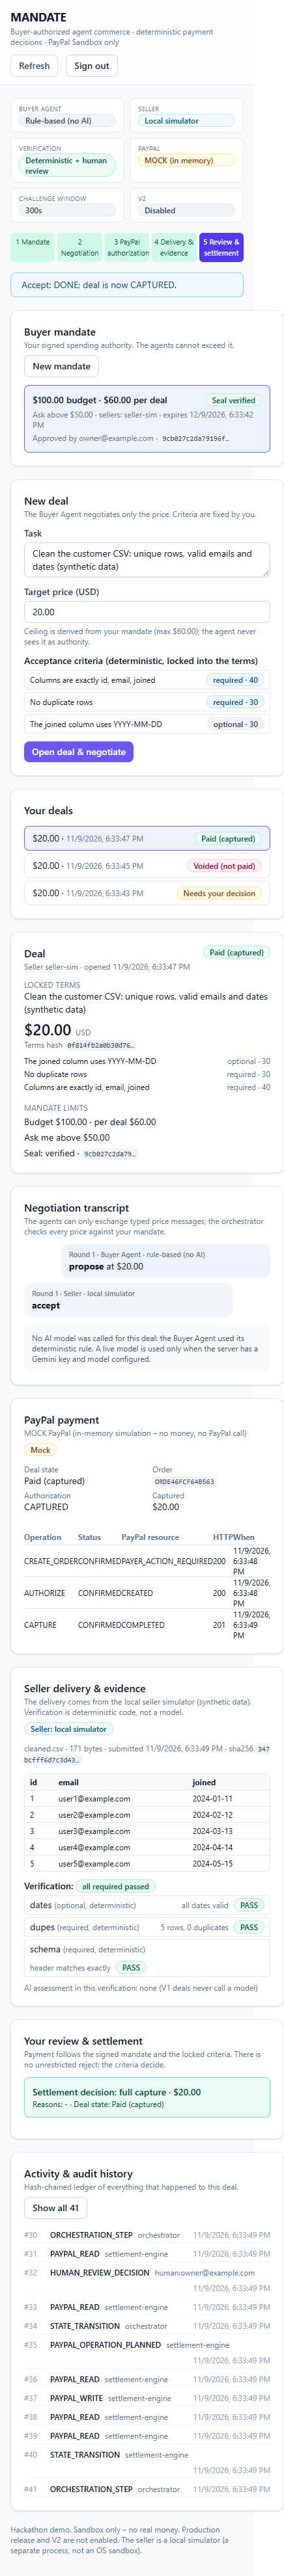 MANDATE
Buyer-authorized agent commerce · deterministic payment
decisions · PayPal Sandbox only
Refresh
Sign out
BUYER AGENT
Rule-based (no AI)
SELLER
Local simulator
VERIFICATION
Deterministic + human
review
PAYPAL
MOCK (in memory)
CHALLENGE WINDOW
300s
V2
Disabled
1 Mandate
2
Negotiation
3 PayPal
authorization
4 Delivery &
evidence
5 Review &
settlement
Accept: DONE; deal is now CAPTURED.
Buyer mandate
Your signed spending authority. The agents cannot exceed it.
New mandate
$100.00 budget · $60.00 per deal
Seal verified
Ask above $50.00 · sellers: seller-sim · expires 12/9/2026, 6:33:42
PM
Approved by owner@example.com · 9cb027c2da79196f…
New deal
The Buyer Agent negotiates only the price. Criteria are fixed by you.
Task
Clean the customer CSV: unique rows, valid emails and
dates (synthetic data)
Target price (USD)
20.00
Ceiling is derived from your mandate (max $60.00); the agent never
sees it as authority.
Acceptance criteria (deterministic, locked into the terms)
Columns are exactly id, email, joined
required · 40
No duplicate rows
required · 30
The joined column uses YYYY-MM-DD
optional · 30
Open deal & negotiate
Your deals
$20.00 · 11/9/2026, 6:33:47 PM
Paid (captured)
$20.00 · 11/9/2026, 6:33:45 PM
Voided (not paid)
$20.00 · 11/9/2026, 6:33:43 PM
Needs your decision
Deal
Paid (captured)
Seller seller-sim · opened 11/9/2026, 6:33:47 PM
LOCKED TERMS
Clean the customer CSV: unique rows, valid emails and dates
(synthetic data)
$20.00 USD
Terms hash 0f814fb2a0b30d76…
The joined column uses YYYY-MM-DD
optional · 30
No duplicate rows
required · 30
Columns are exactly id, email, joined
required · 40
MANDATE LIMITS
Budget $100.00 · per deal $60.00
Ask me above $50.00
Seal: verified · 9cb027c2da79…
Negotiation transcript
The agents can only exchange typed price messages; the orchestrator
checks every price against your mandate.
Round 1 · Buyer Agent · rule-based (no AI)
propose at $20.00
Round 1 · Seller · local simulator
accept
No AI model was called for this deal: the Buyer Agent used its
deterministic rule. A live model is used only when the server has a
Gemini key and model configured.
PayPal payment
MOCK PayPal (in-memory simulation – no money, no PayPal call)
Mock
Deal state
Paid (captured)
Order
ORDE46FCF64B563
Authorization
CAPTURED
Captured
$20.00
Operation Status PayPal resource HTTP When
CREATE_ORDER CONFIRMED PAYER_ACTION_REQUIRED 200 11/9/2026, 6:33:48 PM
AUTHORIZE CONFIRMED CREATED 200 11/9/2026, 6:33:48 PM
CAPTURE CONFIRMED COMPLETED 201 11/9/2026, 6:33:49 PM
Seller delivery & evidence
The delivery comes from the local seller simulator (synthetic data).
Verification is deterministic code, not a model.
Seller: local simulator
cleaned.csv · 171 bytes · submitted 11/9/2026, 6:33:49 PM · sha256 347
bcfff6d7c3d43…
id email joined
1 user1@example.com 2024-01-11
2 user2@example.com 2024-02-12
3 user3@example.com 2024-03-13
4 user4@example.com 2024-04-14
5 user5@example.com 2024-05-15
Verification: all required passed
dates (optional, deterministic)
all dates valid PASS
dupes (required, deterministic)
5 rows, 0 duplicates PASS
schema (required, deterministic)
header matches exactly PASS
AI assessment in this verification: none (V1 deals never call a model)
Your review & settlement
Payment follows the signed mandate and the locked criteria. There is
no unrestricted reject: the criteria decide.
Settlement decision: full capture · $20.00
Reasons: - · Deal state: Paid (captured)
Activity & audit history
Hash-chained ledger of everything that happened to this deal.
Show all 41
#30 ORCHESTRATION_STEP orchestrator 11/9/2026, 6:33:49 PM
#31 PAYPAL_READ settlement-engine 11/9/2026, 6:33:49 PM
#32 HUMAN_REVIEW_DECISION human:owner@example.com
11/9/2026, 6:33:49 PM
#33 PAYPAL_READ settlement-engine 11/9/2026, 6:33:49 PM
#34 STATE_TRANSITION orchestrator 11/9/2026, 6:33:49 PM
#35 PAYPAL_OPERATION_PLANNED settlement-engine
11/9/2026, 6:33:49 PM
#36 PAYPAL_READ settlement-engine 11/9/2026, 6:33:49 PM
#37 PAYPAL_WRITE settlement-engine 11/9/2026, 6:33:49 PM
#38 PAYPAL_READ settlement-engine 11/9/2026, 6:33:49 PM
#39 PAYPAL_READ settlement-engine 11/9/2026, 6:33:49 PM
#40 STATE_TRANSITION settlement-engine
11/9/2026, 6:33:49 PM
#41 ORCHESTRATION_STEP orchestrator 11/9/2026, 6:33:49 PM
Hackathon demo. Sandbox only – no real money. Production
release and V2 are not enabled. The seller is a local simulator (a
separate process, not an OS sandbox).